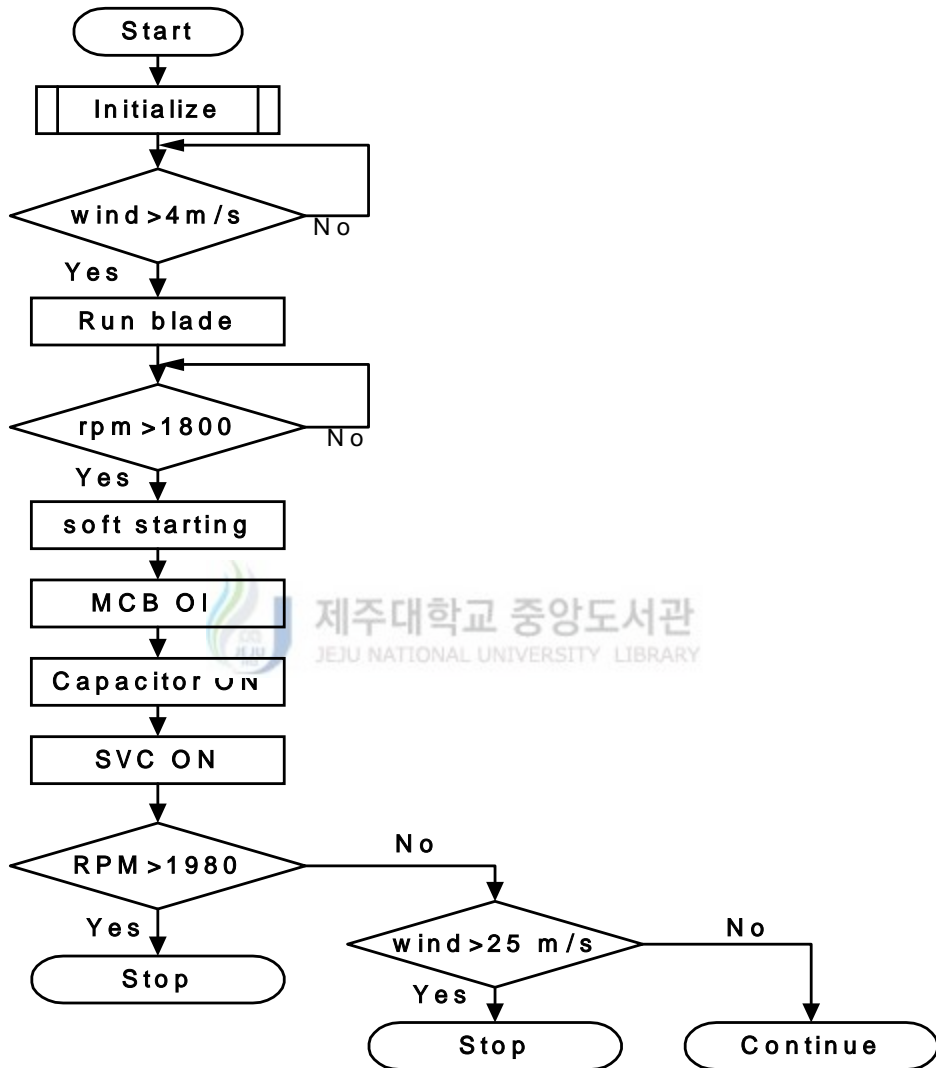 Start
Initialize
wind>4m/s
No
Yes
Run blade
rpm>1800
No
Yes
soft starting
MCB
제주대학교 중앙도서관
JEJU NATIONAL UNIVERSITY LIBRARY
Capacitor ON
SVC ON
RPM>1980
No
Yes
wind>25 m/s
No
Stop
Yes
Stop
Continue